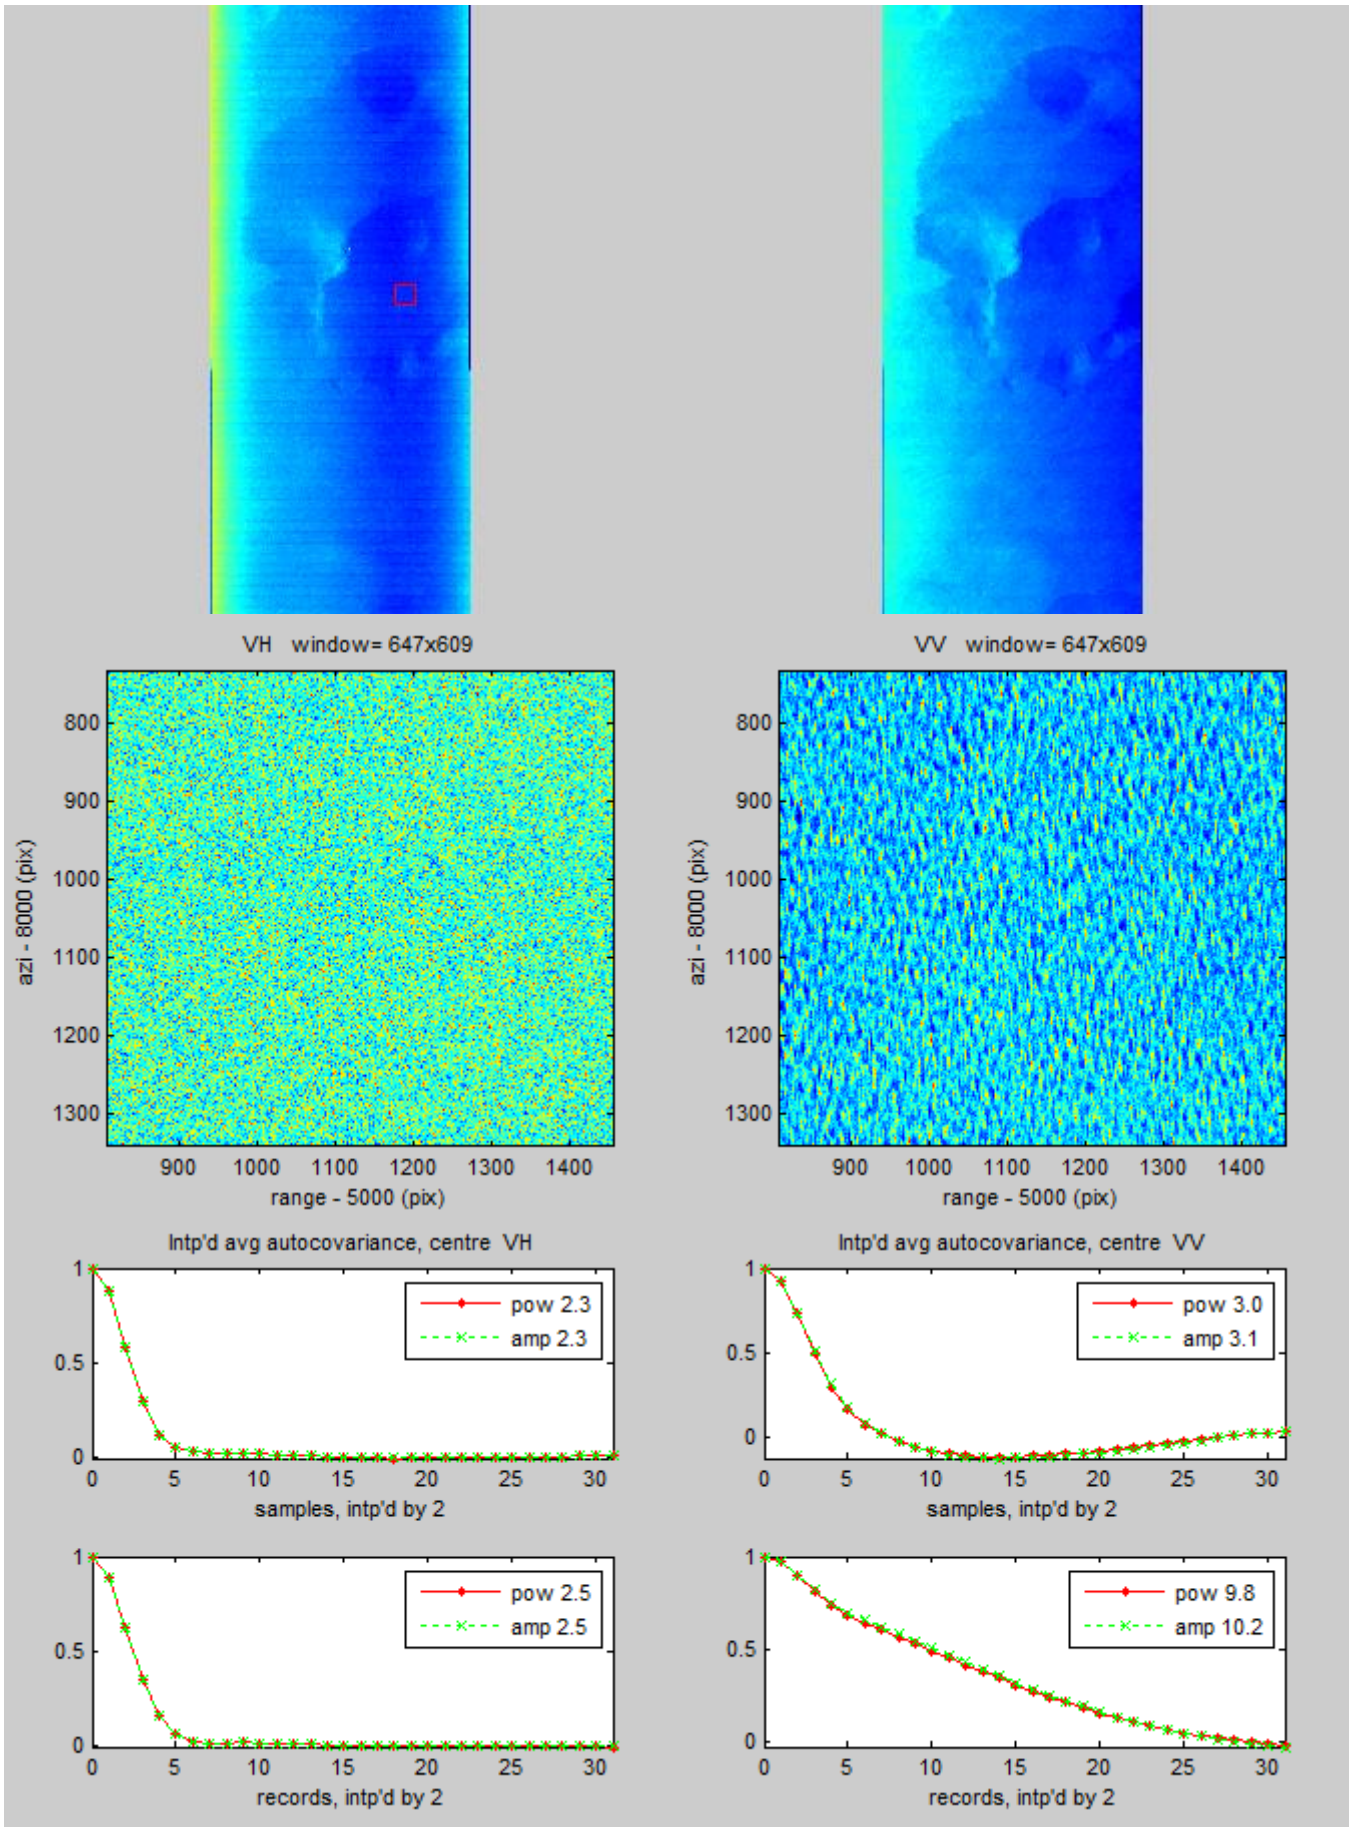 VH window= 647x609
VV window= 647x609
800
900
1000
1100
1200
1300
azi - 8000 (pix)
900 1000 1100 1200 1300 1400
range - 5000 (pix)
800
900
1000
1100
1200
1300
azi - 8000 (pix)
900 1000 1100 1200 1300 1400
range - 5000 (pix)
Intp'd avg autocovariance, centre VH
1
0.5
0
pow 2.3
amp 2.3
0 5 10 15 20 25 30
samples, intp'd by 2
Intp'd avg autocovariance, centre VV
1
0.5
0
pow 3.0
amp 3.1
0 5 10 15 20 25 30
samples, intp'd by 2
1
0.5
0
pow 2.5
amp 2.5
0 5 10 15 20 25 30
records, intp'd by 2
1
0.5
0
pow 9.8
amp 10.2
0 5 10 15 20 25 30
records, intp'd by 2